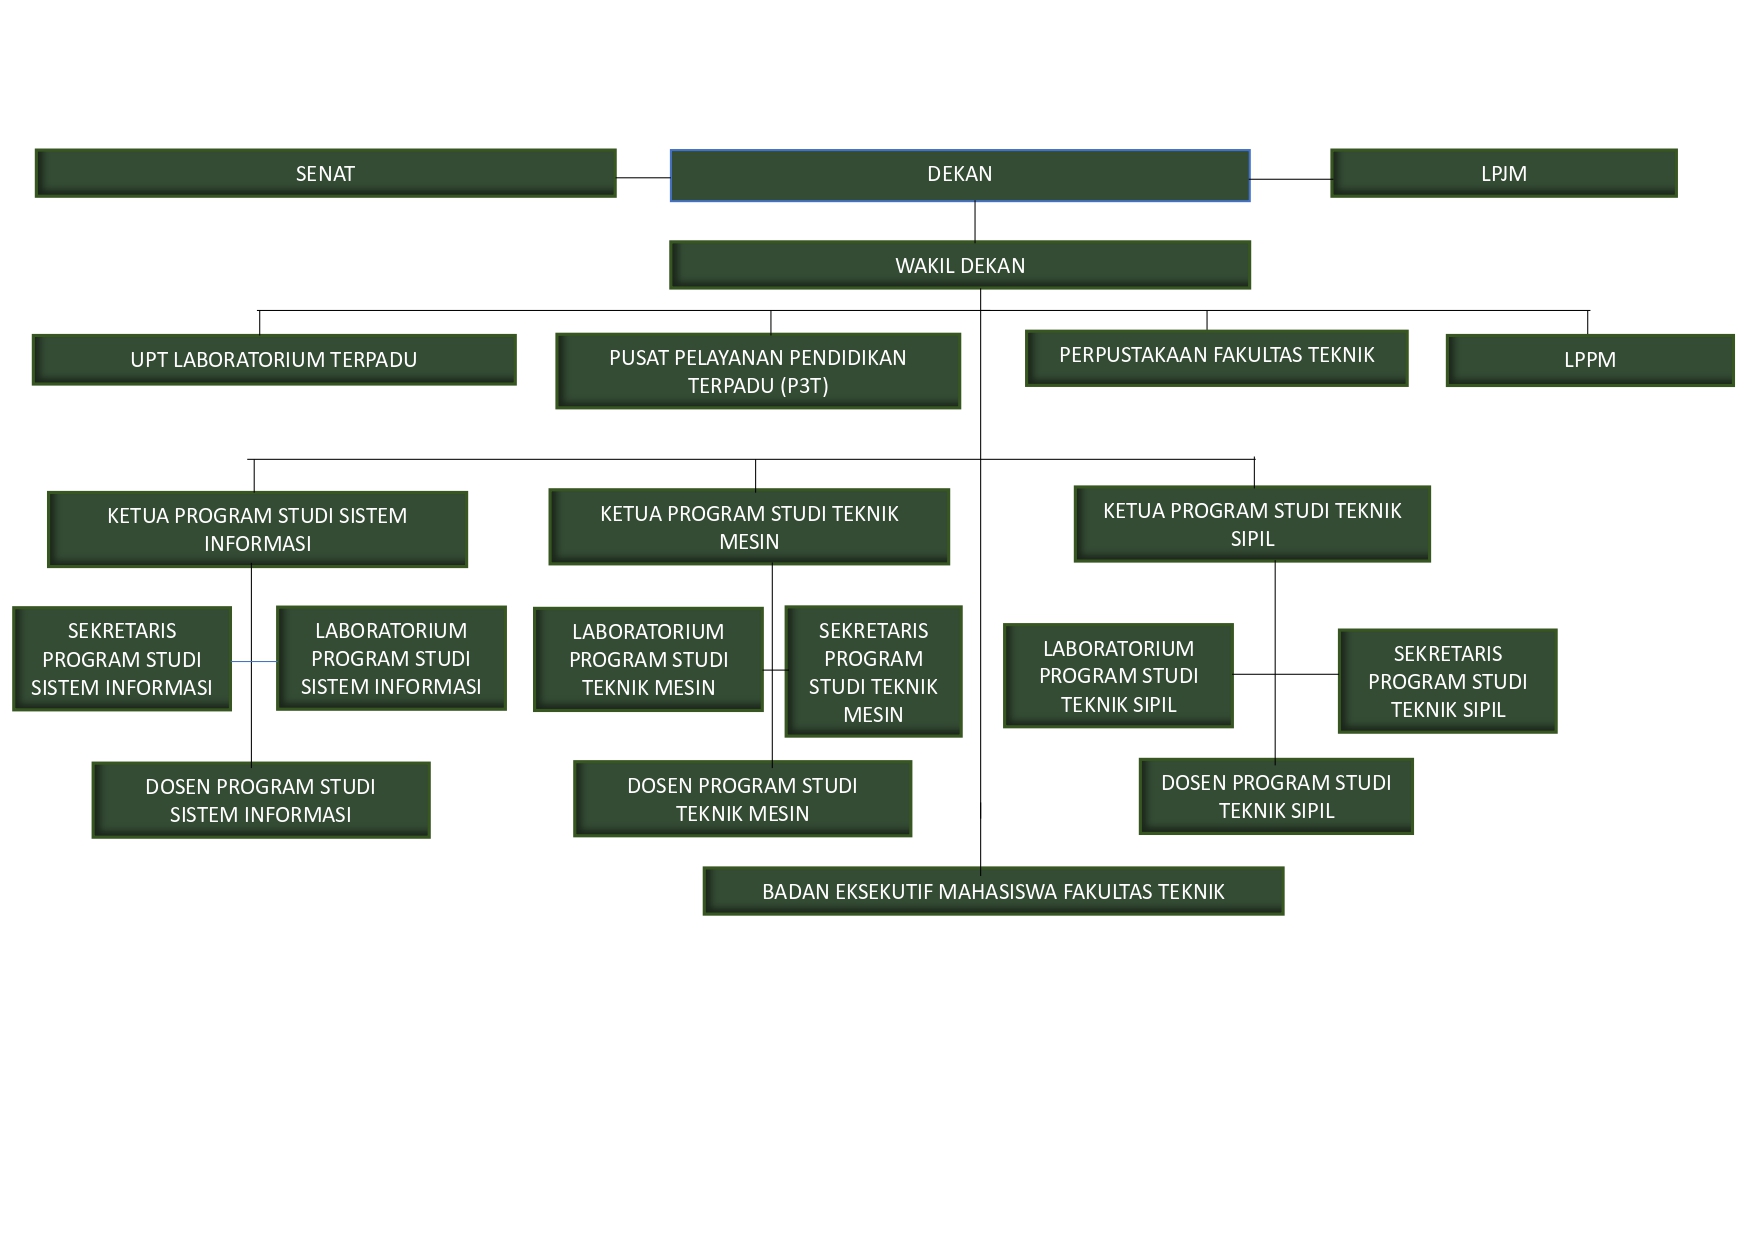 SENAT
DEKAN
LPJM
WAKIL DEKAN
UPT LABORATORIUM TERPADU
PUSAT PELAYANAN PENDIDIKAN
TERPADU (P3T)
PERPUSTAKAAN FAKULTAS TEKNIK
LPPM
KETUA PROGRAM STUDI SISTEM
INFORMASI
KETUA PROGRAM STUDI TEKNIK
MESIN
KETUA PROGRAM STUDI TEKNIK
SIPIL
SEKRETARIS
PROGRAM STUDI
SISTEM INFORMASI
LABORATORIUM
PROGRAM STUDI
SISTEM INFORMASI
LABORATORIUM
PROGRAM STUDI
TEKNIK MESIN
SEKRETARIS
PROGRAM
STUDI TEKNIK
MESIN
LABORATORIUM
PROGRAM STUDI
TEKNIK SIPIL
SEKRETARIS
PROGRAM STUDI
TEKNIK SIPIL
DOSEN PROGRAM STUDI
SISTEM INFORMASI
DOSEN PROGRAM STUDI
TEKNIK MESIN
DOSEN PROGRAM STUDI
TEKNIK SIPIL
BADAN EKSEKUTIF MAHASISWA FAKULTAS TEKNIK